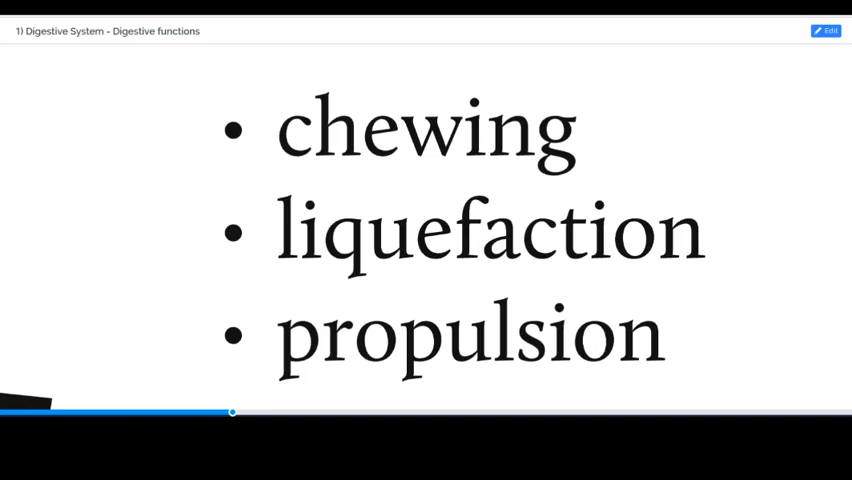 1) Digestive System - Digestive functions
Edit
• chewing
• liquefaction
• propulsion